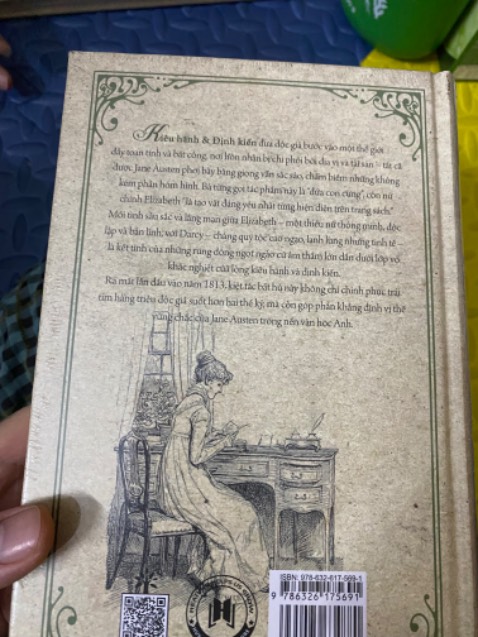 Kiêu hãnh & Định kiến đưa độc giả bước vào một thế giới
đầy toan tính và bất công, nơi hôn nhân bị chi phối bởi địa vị và tài sản – tất cả
được Jane Austen phơi bày bằng giọng văn sắc sảo, châm biếm nhưng không
kém phần hóm hỉnh. Bà từng gọi tác phẩm này là “đứa con cưng”, còn nữ
chính Elizabeth “là tạo vật đáng yêu nhất từng hiện diện trên trang sách.”
Mối tình sâu sắc và lãng mạn giữa Elizabeth – một thiếu nữ thông minh, độc
lập và bản lĩnh, với Darcy – chàng quý tộc cao ngạo, lạnh lùng nhưng tinh tế –
là kết tinh của những rung động ngọt ngào cứ âm thầm lớn dần dưới lớp vỏ
khắc nghiệt của lòng kiêu hãnh và định kiến.
Ra mắt lần đầu vào năm 1813, kiệt tác bất hủ này không chỉ chinh phục trái
tim hàng triệu độc giả suốt hơn hai thế kỷ, mà còn góp phần khẳng định vị thế
vững chắc của Jane Austen trong nền văn học Anh.
ISBN: 978-632-617-569-1
9 786326 175691